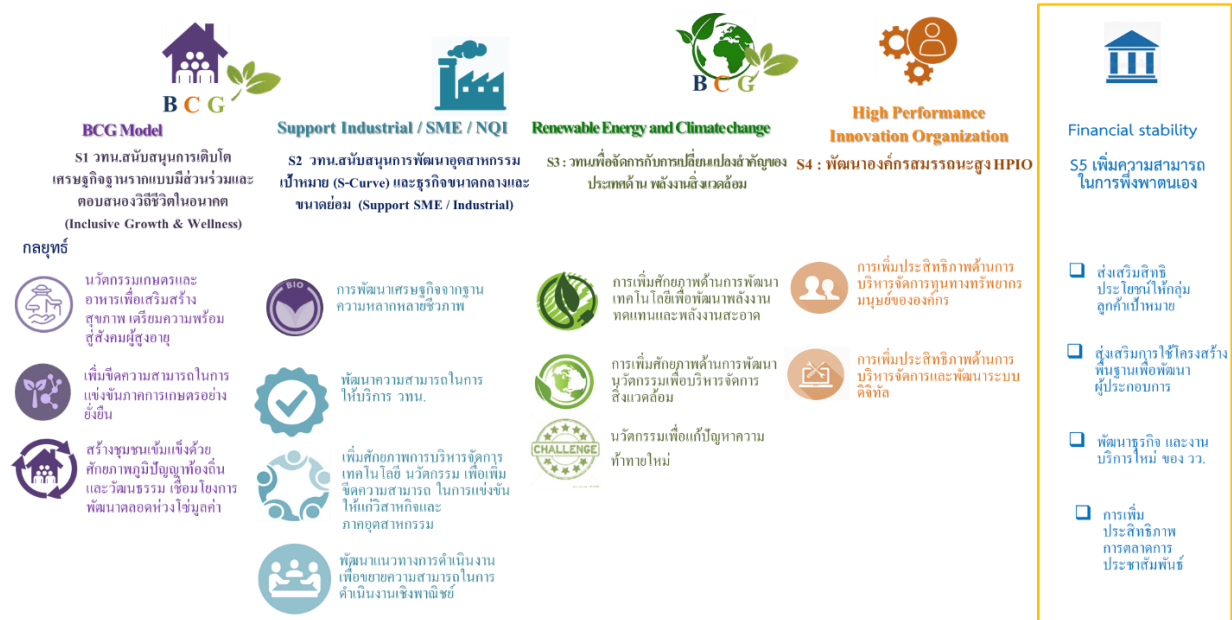 B C G
BCG Model
S1 วทน.สนับสนุนการเติบโต
เศรษฐกิจฐานรากแบบมีส่วนร่วมและ
ตอบสนองวิถีชีวิตในอนาคต
(Inclusive Growth & Wellness)
Support Industrial / SME / NQI
S2 วทน.สนับสนุนการพัฒนาอุตสาหกรรม
เป้าหมาย (S-Curve) และธุรกิจขนาดกลางและ
ขนาดย่อม (Support SME / Industrial)
B C G
Renewable Energy and Climate change
S3 : วทนเพื่อจัดการกับการเปลี่ยนแปลงสำคัญของ
ประเทศด้าน พลังงานสิ่งแวดล้อม
High Performance
Innovation Organization
S4 : พัฒนาองค์กรสมรรถนะสูง HPIO
Financial stability
S5 เพิ่มความสามารถ
ในการพึ่งพาตนเอง
กลยุทธ์
นวัตกรรมเกษตรและ
อาหารเพื่อเสริมสร้าง
สุขภาพ เตรียมความพร้อม
สู่สังคมผู้สูงอายุ
เพิ่มขีดความสามารถในการ
แข่งขันภาคการเกษตรอย่าง
ยั่งยืน
สร้างชุมชนเข้มแข็งด้วย
ศักยภาพภูมิปัญญาท้องถิ่น
และวัฒนธรรม เชื่อมโยงการ
พัฒนาตลอดห่วงโซ่มูลค่า
BIO
การพัฒนาเศรษฐกิจจากฐาน
ความหลากหลายชีวภาพ
พัฒนาความสามารถในการ
ให้บริการ วทน.
เพิ่มศักยภาพการบริหารจัดการ
เทคโนโลยี นวัตกรรม เพื่อเพิ่ม
ขีดความสามารถ ในการแข่งขัน
ให้แก่วิสาหกิจและ
ภาคอุตสาหกรรม
พัฒนาแนวทางการดำเนินงาน
เพื่อขยายความสามารถในการ
ดำเนินงานเชิงพาณิชย์
การเพิ่มศักยภาพด้านการพัฒนา
เทคโนโลยีเพื่อพัฒนาพลังงาน
ทดแทนและพลังงานสะอาด
การเพิ่มศักยภาพด้านการพัฒนา
นวัตกรรมเพื่อบริหารจัดการ
สิ่งแวดล้อม
CHALLENGE
นวัตกรรมเพื่อแก้ปัญหาความ
ท้าทายใหม่
การเพิ่มประสิทธิภาพด้านการ
บริหารจัดการทุนทางทรัพยากร
มนุษย์ขององค์กร
การเพิ่มประสิทธิภาพด้านการ
บริหารจัดการและพัฒนาระบบ
ดิจิทัล
ส่งเสริมสิทธิ
ประโยชน์ให้กลุ่ม
ลูกค้าเป้าหมาย
ส่งเสริมการใช้โครงสร้าง
พื้นฐานเพื่อพัฒนา
ผู้ประกอบการ
พัฒนาธุรกิจ และงาน
บริการใหม่ ของ วว.
การเพิ่ม
ประสิทธิภาพ
การตลาดการ
ประชาสัมพันธ์